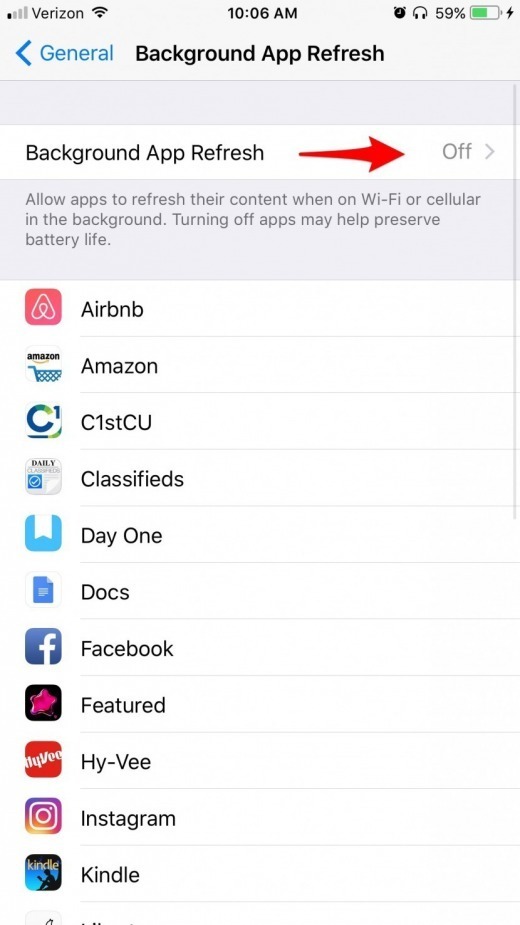 Verizon 10:06 AM 59%
General Background App Refresh
Background App Refresh Off
Allow apps to refresh their content when on Wi-Fi or cellular
in the background. Turning off apps may help preserve
battery life.
Airbnb
amazon
Amazon
C1
C1stCU
DAILY
CLASSIFIEDS
Classifieds
Day One
Docs
f
Facebook
Featured
HyVee
Hy-Vee
Instagram
kindle
Kindle